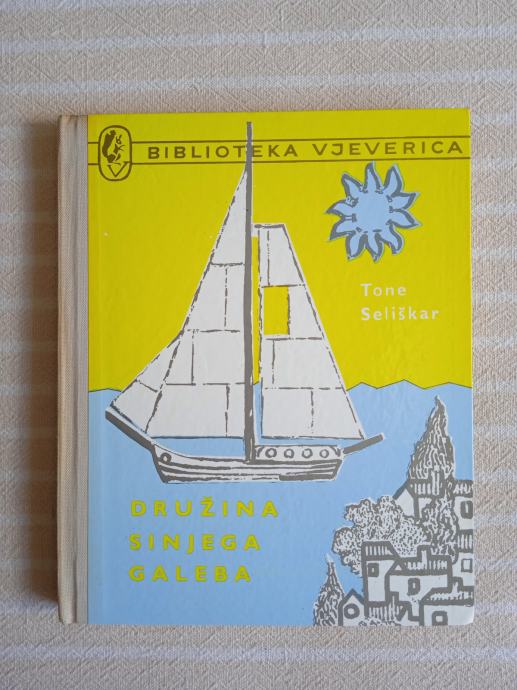 BIBLIOTEKA VJEVERICA
Tone
Seliškar
DRUŽINA
SINJEGA
GALEBA